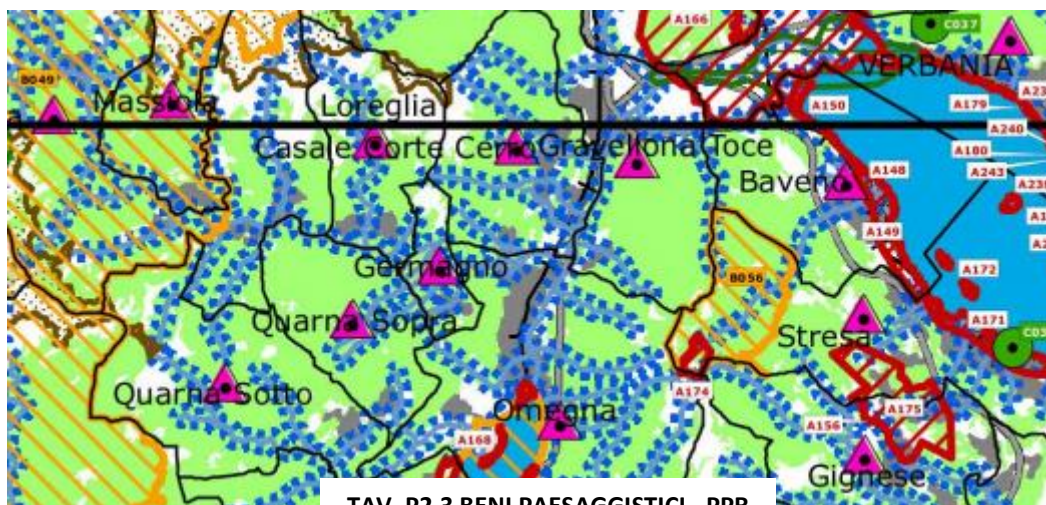 A166
C037
VERBANIA
B049
Massiola
Loreglia
A150
A179
A240
Casale Corte Cerro
Gravellona Toce
A180
Baveno
A148
A243
A149
Germagno
B056
A172
Quarna Sopra
Stresa
A171
Quarna Sotto
A174
Omegna
A168
A156
A175
Gignese
TAV. P2.3 BENI PAESAGGISTICI - PPR